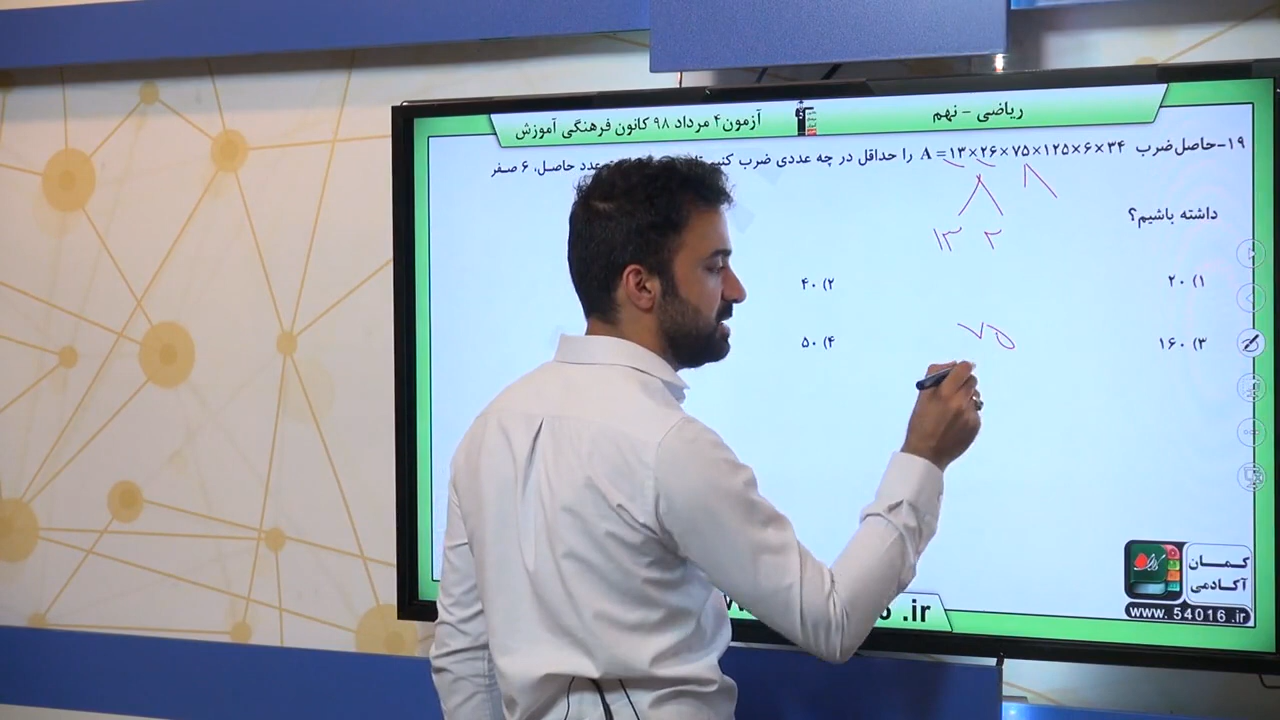 ریاضی - نهم
آزمون ۴ مرداد ۹۸ کانون فرهنگی آموزش
۱۹-حاصل‌ضرب A =۱۳×۲۶×۷۵×۱۲۵×۶×۳۴ را حداقل در چه عددی ضرب کنیم عدد حاصل، ۶ صفر
داشته باشیم؟
۱۳ ۲
۱) ۲۰
۲) ۴۰
۷۵
۳) ۱۶۰
۴) ۵۰
کمان
آکادمی
www. 54016 .ir
.ir